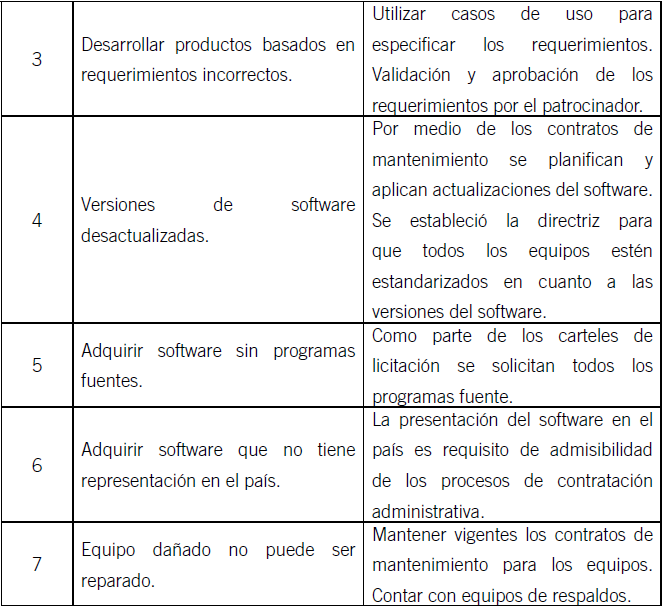 3
Desarrollar productos basados en
requerimientos incorrectos.
Utilizar casos de uso para
especificar los requerimientos.
Validación y aprobación de los
requerimientos por el patrocinador.
4
Versiones de software
desactualizadas.
Por medio de los contratos de
mantenimiento se planifican y
aplican actualizaciones del software.
Se estableció la directriz para
que todos los equipos estén
estandarizados en cuanto a las
versiones del software.
5
Adquirir software sin programas
fuentes.
Como parte de los carteles de
licitación se solicitan todos los
programas fuente.
6
Adquirir software que no tiene
representación en el país.
La presentación del software en el
país es requisito de admisibilidad
de los procesos de contratación
administrativa.
7
Equipo dañado no puede ser
reparado.
Mantener vigentes los contratos de
mantenimiento para los equipos.
Contar con equipos de respaldos.